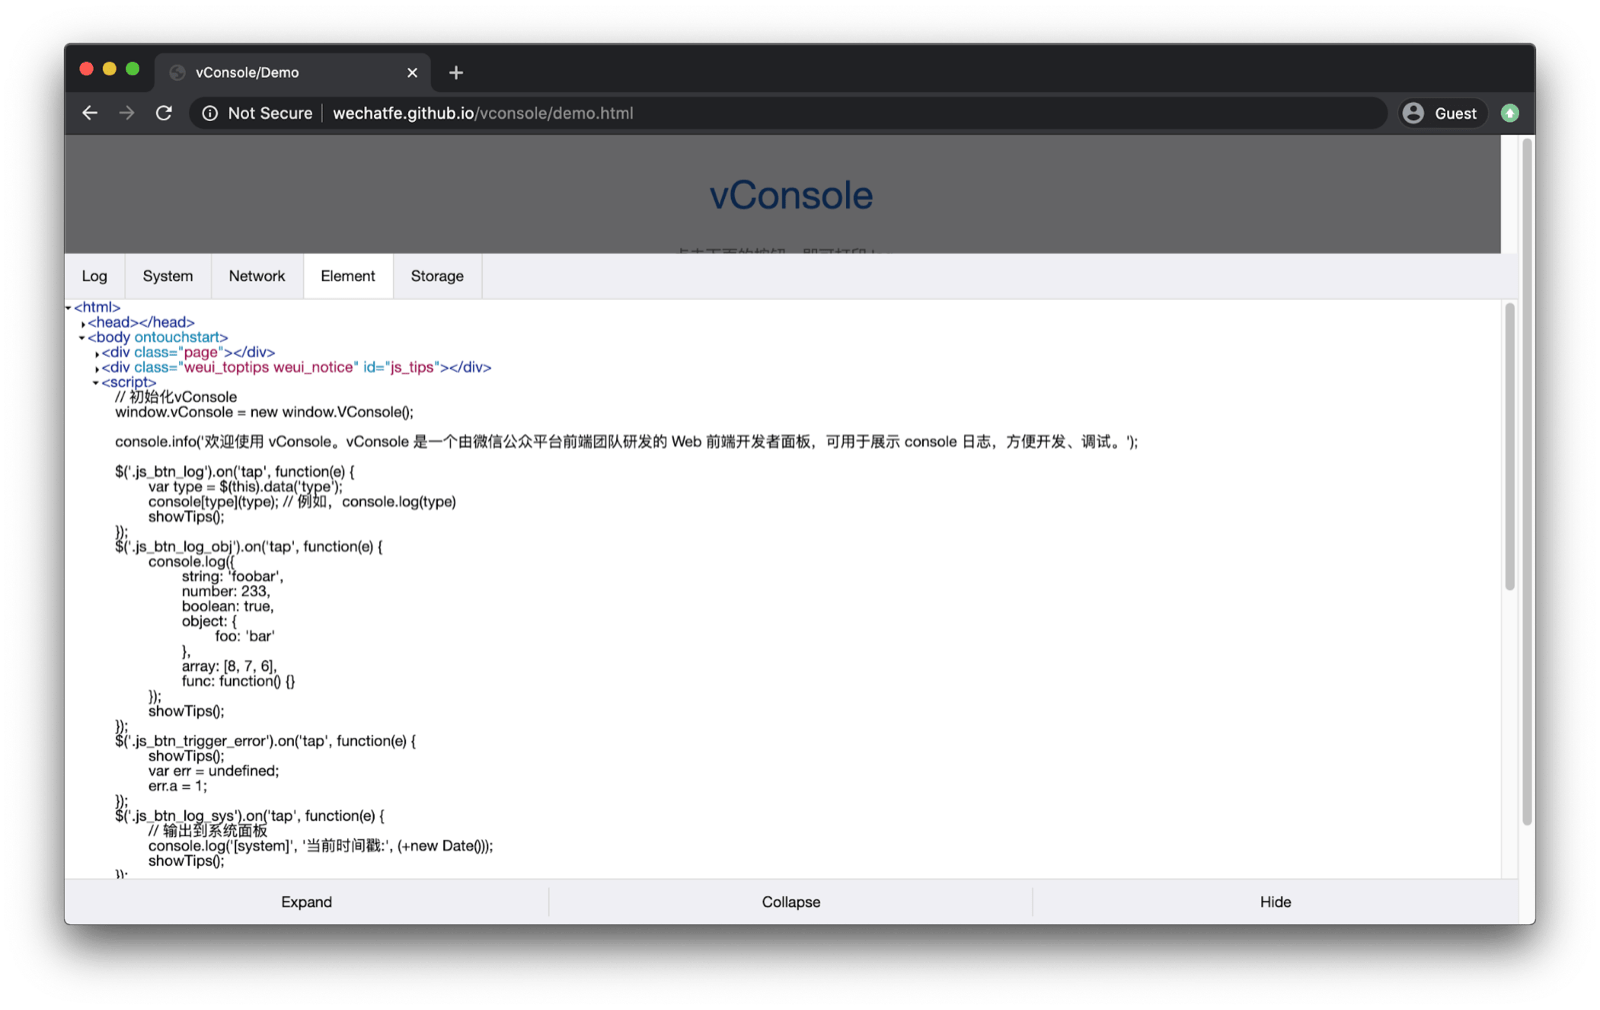 vConsole/Demo
Not Secure | wechatfe.github.io/vconsole/demo.html
Guest
vConsole
Log
System
Network
Element
Storage
<html>
<head></head>
<body ontouchstart>
<div class="page"></div>
<div class="weui_toptips weui_notice" id="js_tips"></div>
<script>
// 初始化vConsole
window.vConsole = new window.VConsole();
console.info('欢迎使用 vConsole。vConsole 是一个由微信公众平台前端团队研发的 Web 前端开发者面板，可用于展示 console 日志，方便开发、调试。');
$('.js_btn_log').on('tap', function(e) {
var type = $(this).data('type');
console[type](type); // 例如，console.log(type)
showTips();
});
$('.js_btn_log_obj').on('tap', function(e) {
console.log({
string: 'foobar',
number: 233,
boolean: true,
object: {
foo: 'bar'
},
array: [8, 7, 6],
func: function() {}
});
showTips();
});
$('.js_btn_trigger_error').on('tap', function(e) {
showTips();
var err = undefined;
err.a = 1;
});
$('.js_btn_log_sys').on('tap', function(e) {
// 输出到系统面板
console.log('[system]', '当前时间戳:', (+new Date()));
showTips();
});
Expand
Collapse
Hide